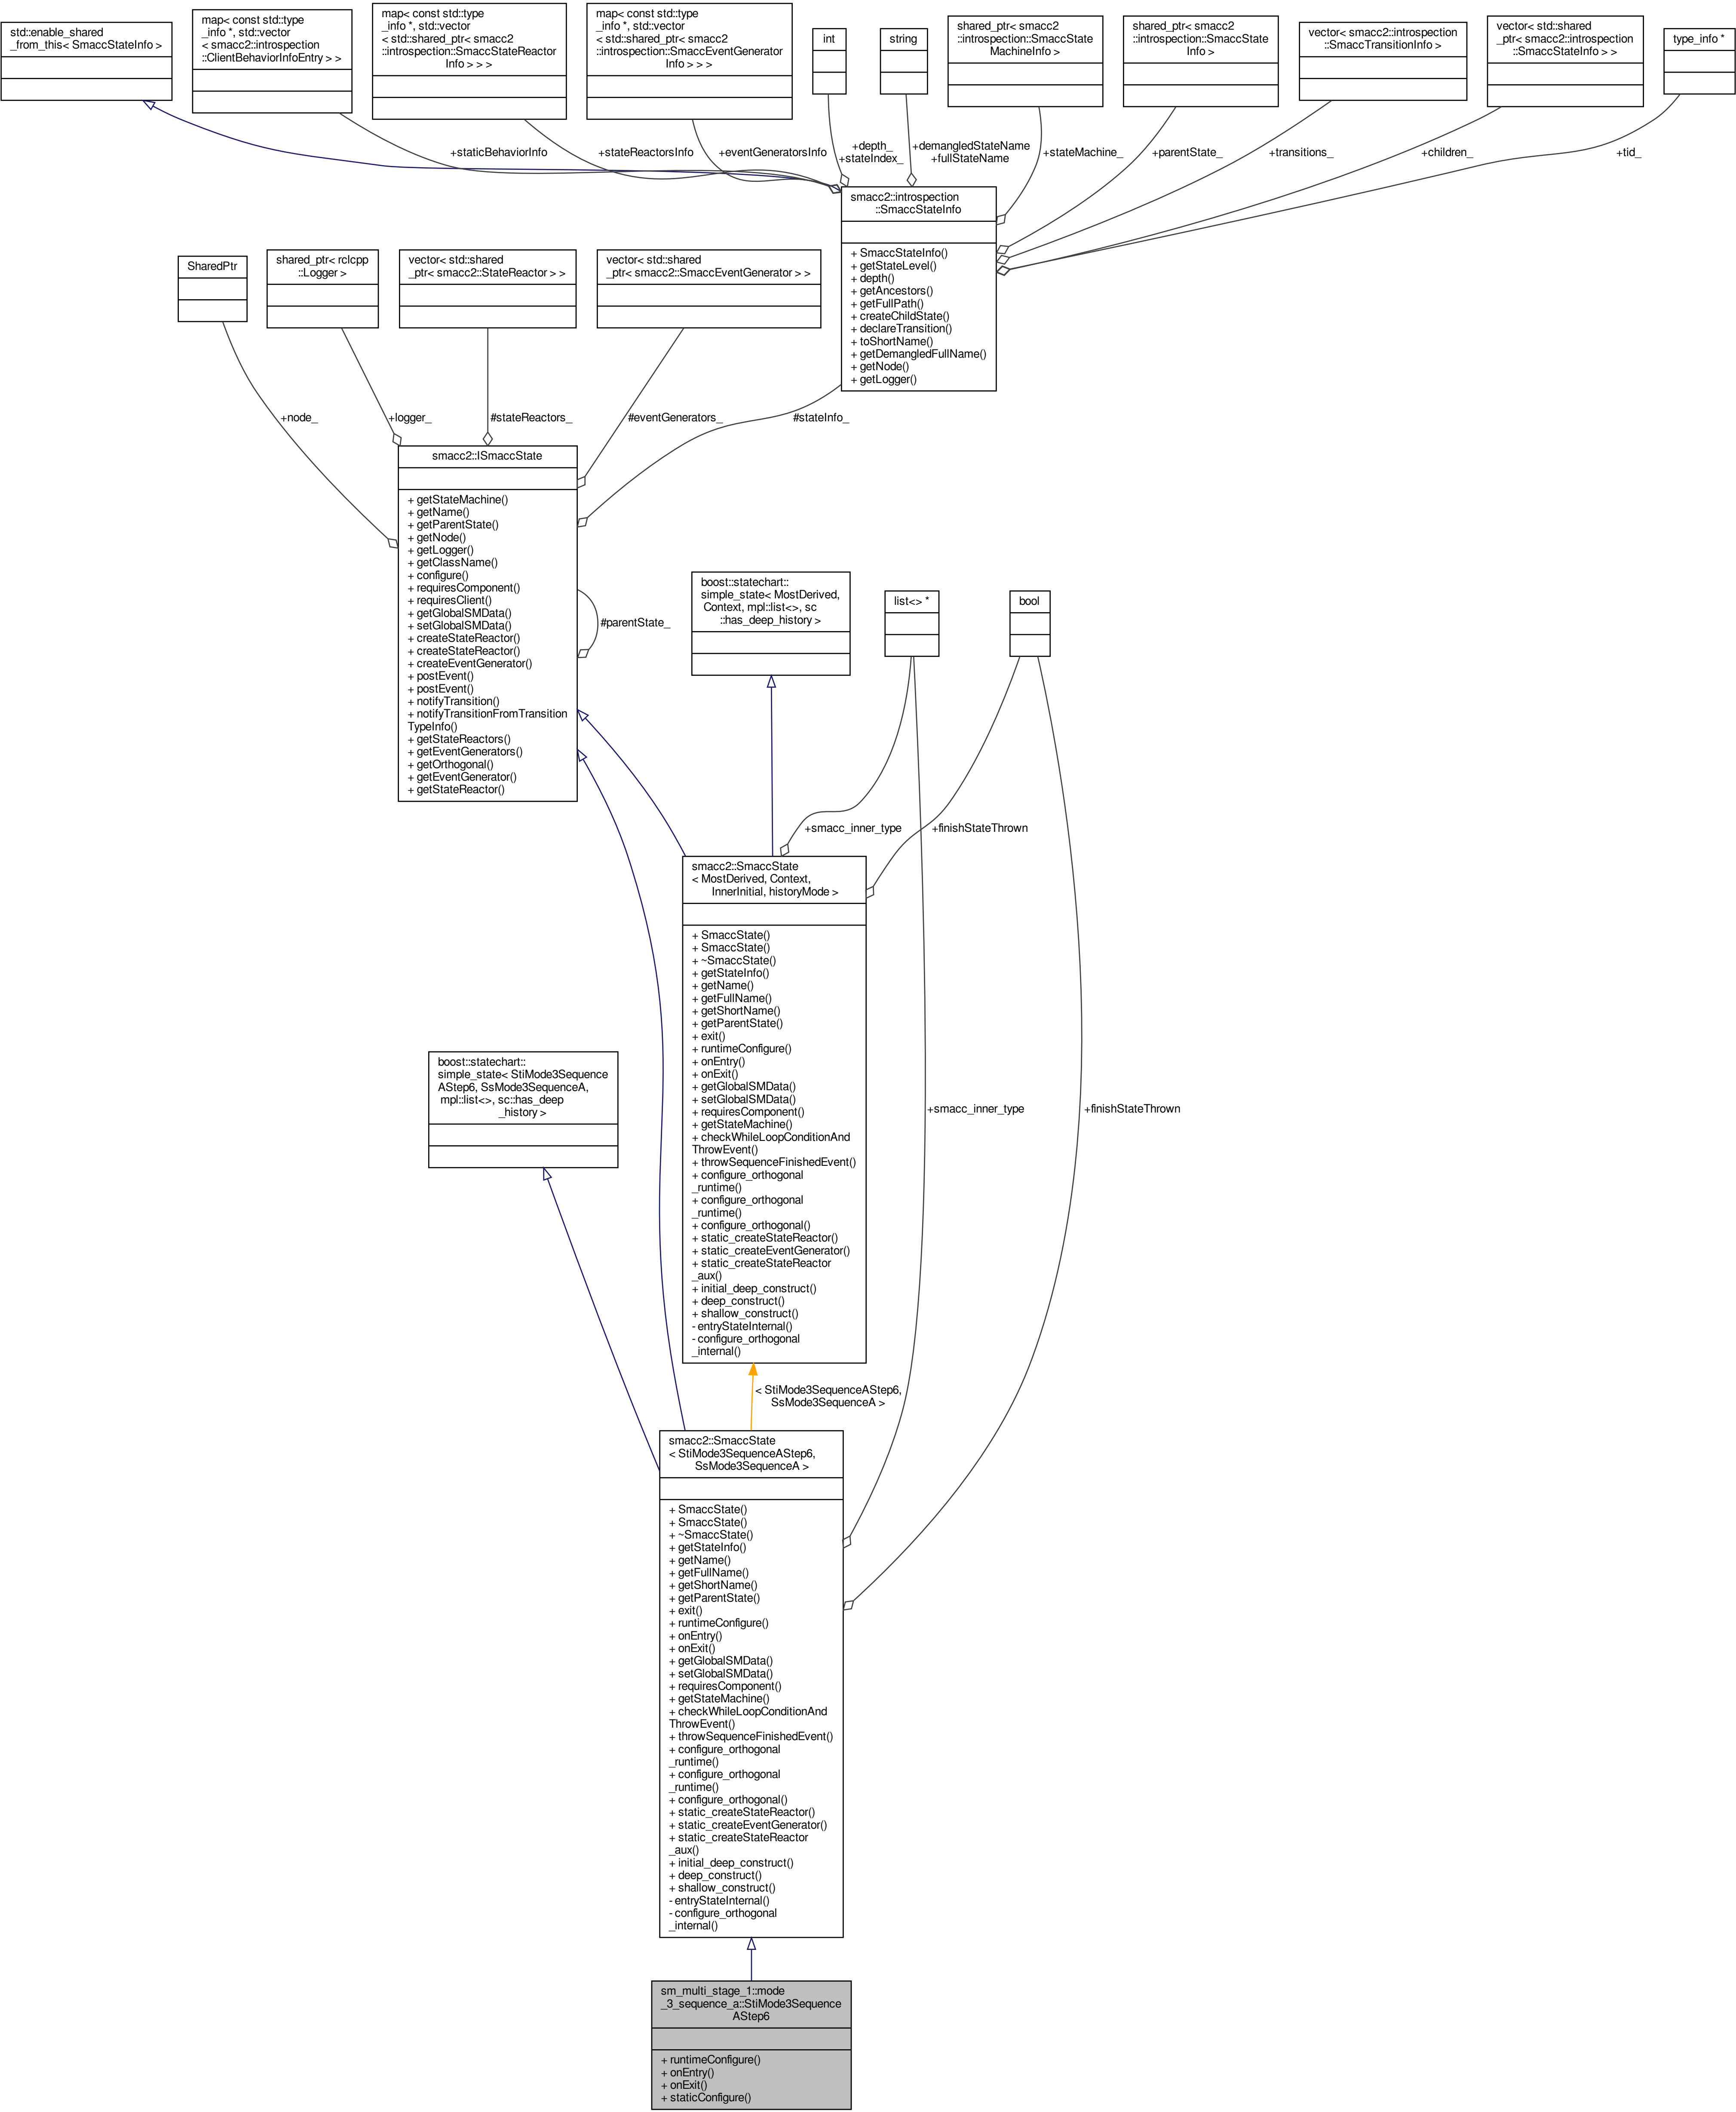 std::enable_shared
_from_this< SmaccStateInfo >
map< const std::type
_info *, std::vector
< smacc2::introspection
::ClientBehaviorInfoEntry > >
map< const std::type
_info *, std::vector
< std::shared_ptr< smacc2
::introspection::SmaccStateReactor
Info > > >
map< const std::type
_info *, std::vector
< std::shared_ptr< smacc2
::introspection::SmaccEventGenerator
Info > > >
int
string
shared_ptr< smacc2
::introspection::SmaccState
MachineInfo >
shared_ptr< smacc2
::introspection::SmaccState
Info >
vector< smacc2::introspection
::SmaccTransitionInfo >
vector< std::shared
_ptr< smacc2::introspection
::SmaccStateInfo > >
type_info *
+staticBehaviorInfo
+stateReactorsInfo
+eventGeneratorsInfo
+depth_
+stateIndex_
+demangledStateName
+fullStateName
+stateMachine_
+parentState_
+transitions_
+children_
+tid_
smacc2::introspection
::SmaccStateInfo
+ SmaccStateInfo()
+ getStateLevel()
+ depth()
+ getAncestors()
+ getFullPath()
+ createChildState()
+ declareTransition()
+ toShortName()
+ getDemangledFullName()
+ getNode()
+ getLogger()
SharedPtr
shared_ptr< rclcpp
::Logger >
vector< std::shared
_ptr< smacc2::StateReactor > >
vector< std::shared
_ptr< smacc2::SmaccEventGenerator > >
+node_
+logger_
#stateReactors_
#eventGenerators_
#stateInfo_
smacc2::ISmaccState
+ getStateMachine()
+ getName()
+ getParentState()
+ getNode()
+ getLogger()
+ getClassName()
+ configure()
+ requiresComponent()
+ requiresClient()
+ getGlobalSMData()
+ setGlobalSMData()
+ createStateReactor()
+ createStateReactor()
+ createEventGenerator()
+ postEvent()
+ postEvent()
+ notifyTransition()
+ notifyTransitionFromTransition
TypeInfo()
+ getStateReactors()
+ getEventGenerators()
+ getOrthogonal()
+ getEventGenerator()
+ getStateReactor()
#parentState_
boost::statechart::
simple_state< MostDerived,
Context, mpl::list<>, sc
::has_deep_history >
list<> *
bool
+smacc_inner_type
+finishStateThrown
smacc2::SmaccState
< MostDerived, Context,
InnerInitial, historyMode >
+ SmaccState()
+ SmaccState()
+ ~SmaccState()
+ getStateInfo()
+ getName()
+ getFullName()
+ getShortName()
+ getParentState()
+ exit()
+ runtimeConfigure()
+ onEntry()
+ onExit()
+ getGlobalSMData()
+ setGlobalSMData()
+ requiresComponent()
+ getStateMachine()
+ checkWhileLoopConditionAnd
ThrowEvent()
+ throwSequenceFinishedEvent()
+ configure_orthogonal
_runtime()
+ configure_orthogonal
_runtime()
+ configure_orthogonal()
+ static_createStateReactor()
+ static_createEventGenerator()
+ static_createStateReactor
_aux()
+ initial_deep_construct()
+ deep_construct()
+ shallow_construct()
- entryStateInternal()
- configure_orthogonal
_internal()
boost::statechart::
simple_state< StiMode3Sequence
AStep6, SsMode3SequenceA,
mpl::list<>, sc::has_deep
_history >
+smacc_inner_type
+finishStateThrown
< StiMode3SequenceAStep6,
SsMode3SequenceA >
smacc2::SmaccState
< StiMode3SequenceAStep6,
SsMode3SequenceA >
+ SmaccState()
+ SmaccState()
+ ~SmaccState()
+ getStateInfo()
+ getName()
+ getFullName()
+ getShortName()
+ getParentState()
+ exit()
+ runtimeConfigure()
+ onEntry()
+ onExit()
+ getGlobalSMData()
+ setGlobalSMData()
+ requiresComponent()
+ getStateMachine()
+ checkWhileLoopConditionAnd
ThrowEvent()
+ throwSequenceFinishedEvent()
+ configure_orthogonal
_runtime()
+ configure_orthogonal
_runtime()
+ configure_orthogonal()
+ static_createStateReactor()
+ static_createEventGenerator()
+ static_createStateReactor
_aux()
+ initial_deep_construct()
+ deep_construct()
+ shallow_construct()
- entryStateInternal()
- configure_orthogonal
_internal()
sm_multi_stage_1::mode
_3_sequence_a::StiMode3Sequence
AStep6
+ runtimeConfigure()
+ onEntry()
+ onExit()
+ staticConfigure()